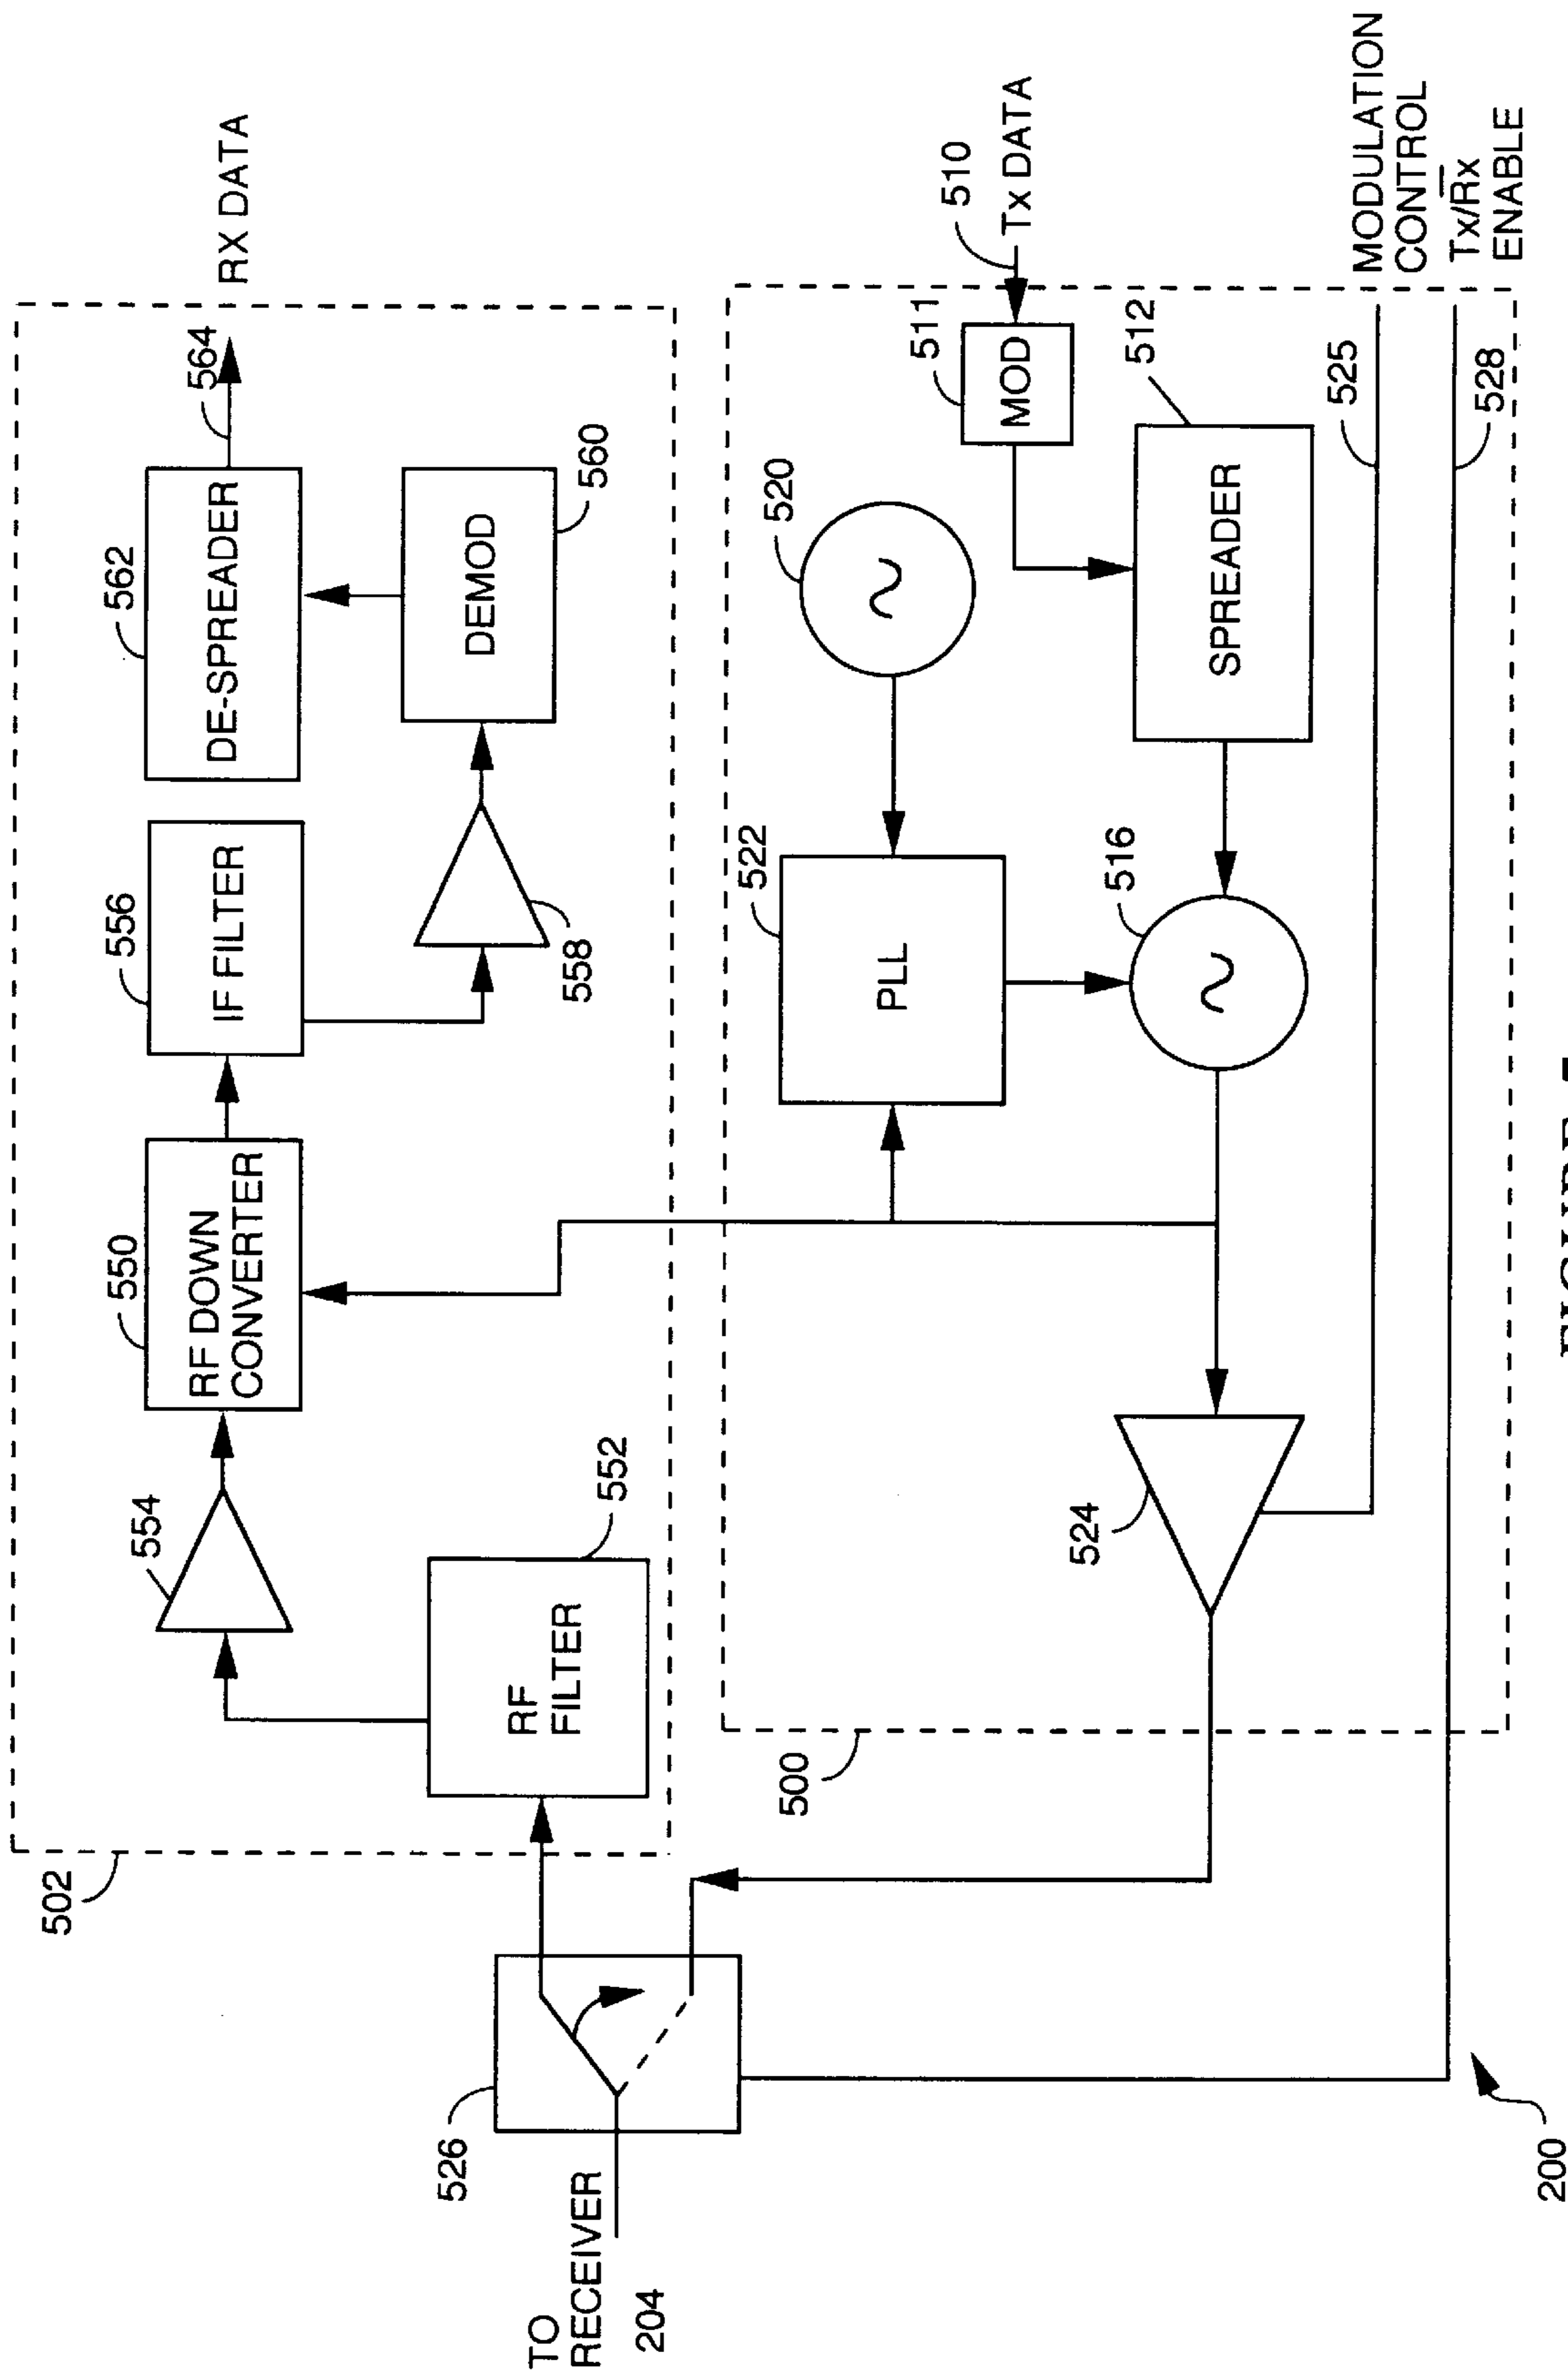 502
554
550
RF DOWN
CONVERTER
556
IF FILTER
562
DE-SPREADER
564
RX DATA
552
RF
FILTER
558
DEMOD
560
526
TO
RECEIVER
204
500
524
522
PLL
520
516
511
MOD
510
Tx DATA
512
SPREADER
525
528
MODULATION
CONTROL
Tx/R̅x̅
ENABLE
200